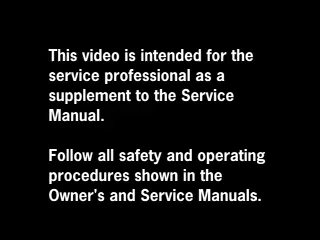 This video is intended for the
service professional as a
supplement to the Service
Manual.
Follow all safety and operating
procedures shown in the
Owner's and Service Manuals.